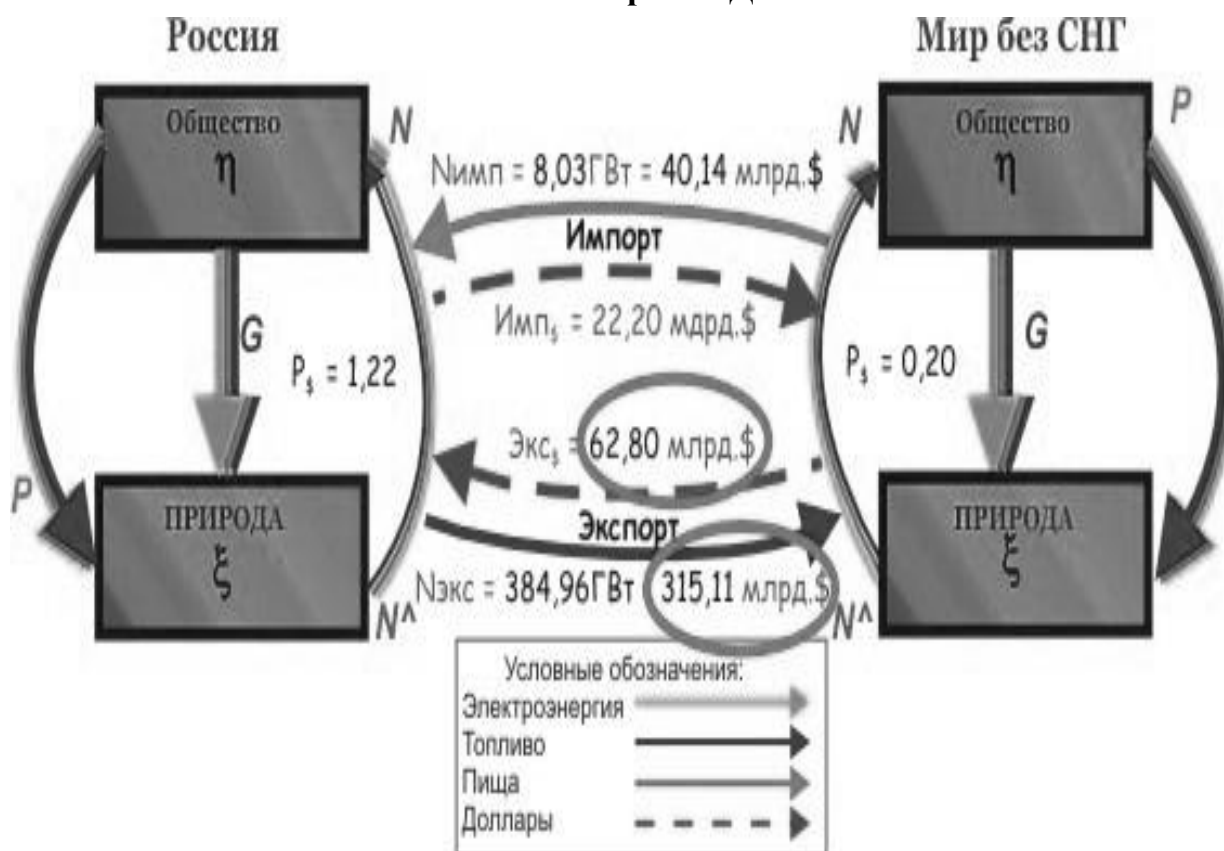 Россия
Мир без СНГ
Общество
η
N
P
Nимп = 8,03ГВт = 40,14 млрд.$
Импорт
Имп$ = 22,20 мдрд.$
G
P$ = 1,22
Экс$ = 62,80 млрд.$
Экспорт
Nэкс = 384,96ГВт 315,11 млрд.$
P
ПРИРОДА
ξ
N^
N
Общество
η
P
G
P$ = 0,20
ПРИРОДА
ξ
N^
Условные обозначения:
Электроэнергия
Топливо
Пища
Доллары